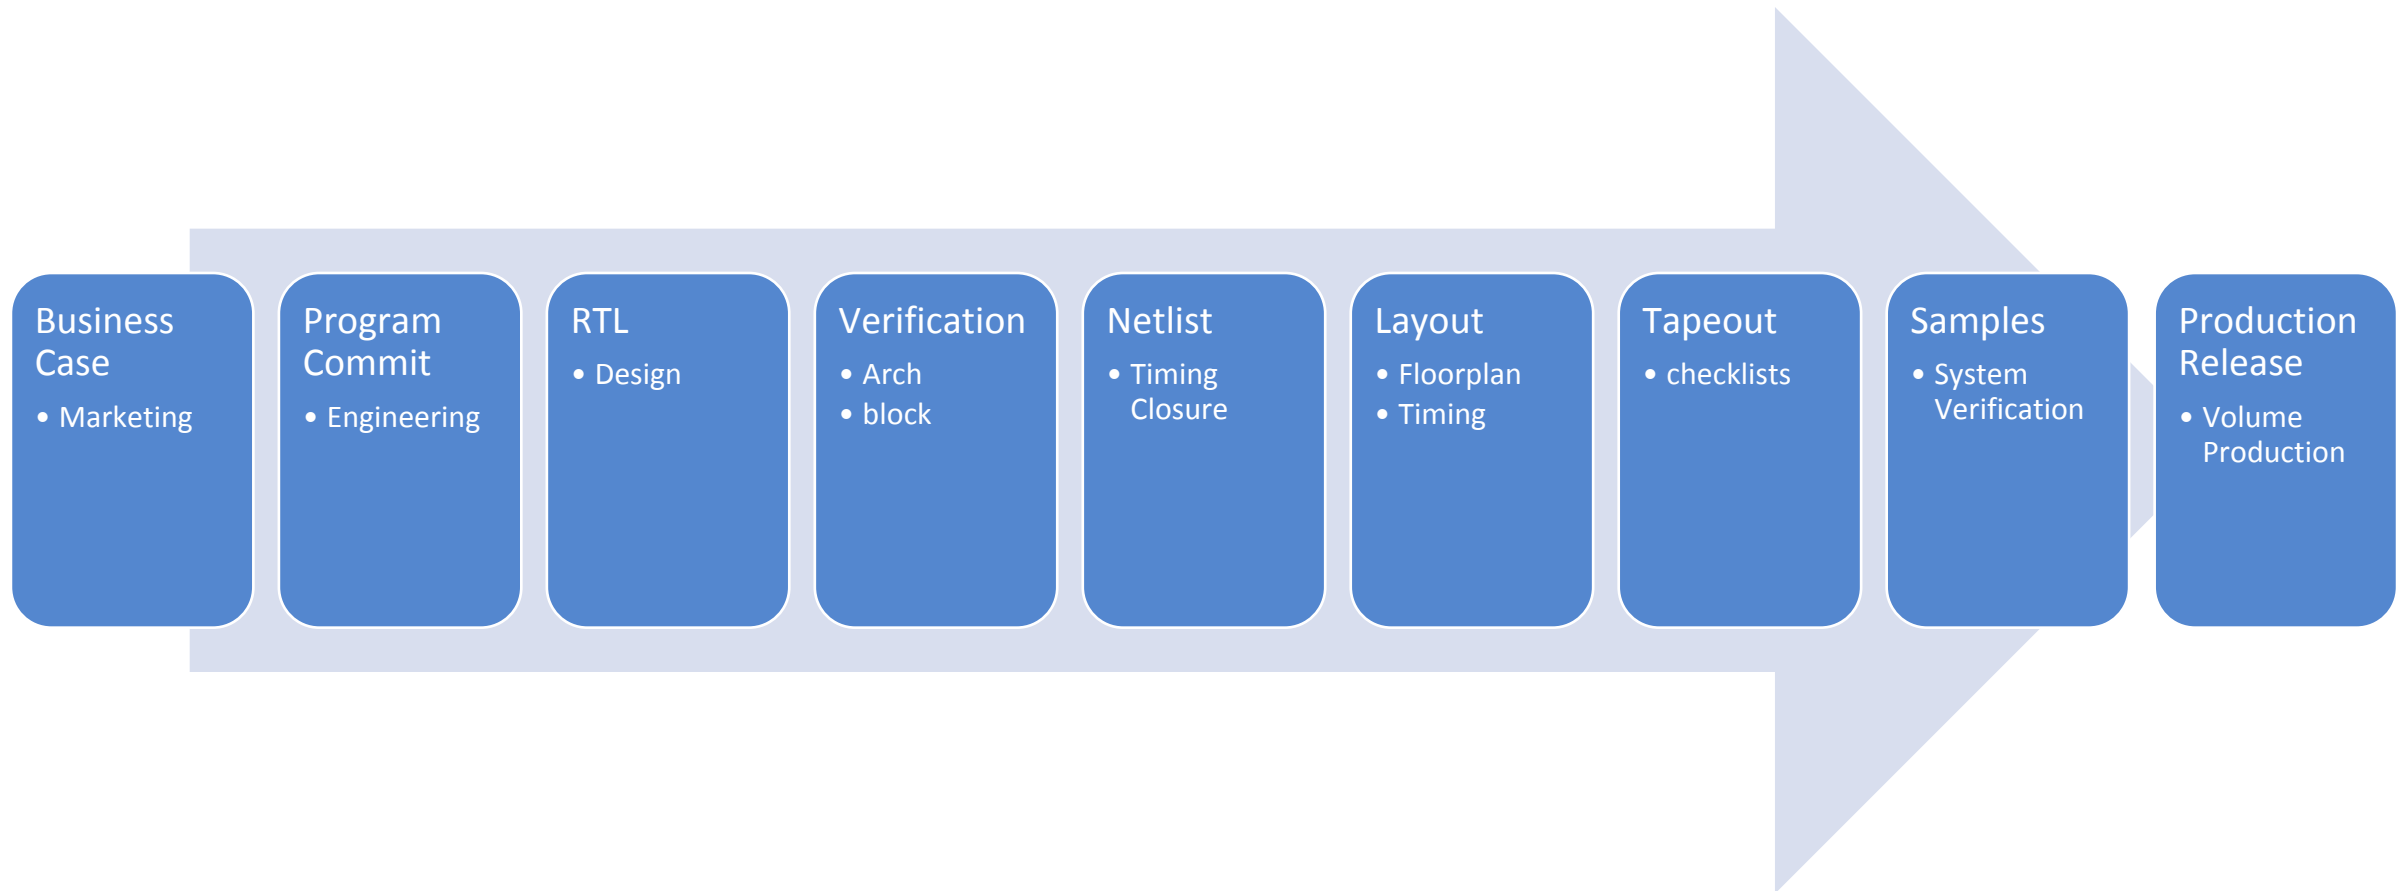 Business
Case
• Marketing
Program
Commit
• Engineering
RTL
• Design
Verification
• Arch
• block
Netlist
• Timing
Closure
Layout
• Floorplan
• Timing
Tapeout
• checklists
Samples
• System
Verification
Production
Release
• Volume
Production